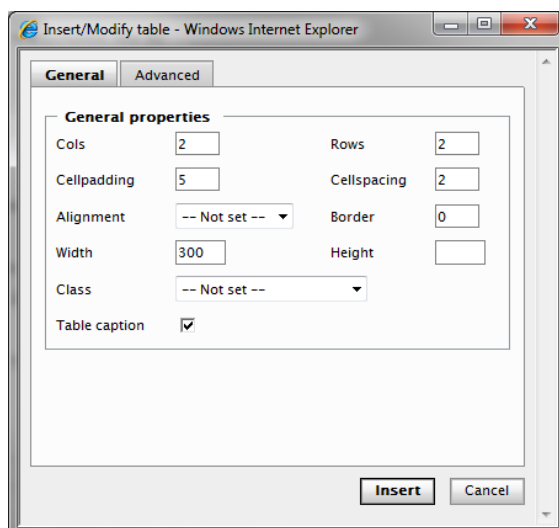 Insert/Modify table - Windows Internet Explorer
General Advanced
General properties
Cols 2 Rows 2
Cellpadding 5 Cellspacing 2
Alignment -- Not set -- Border 0
Width 300 Height
Class -- Not set --
Table caption
Insert Cancel